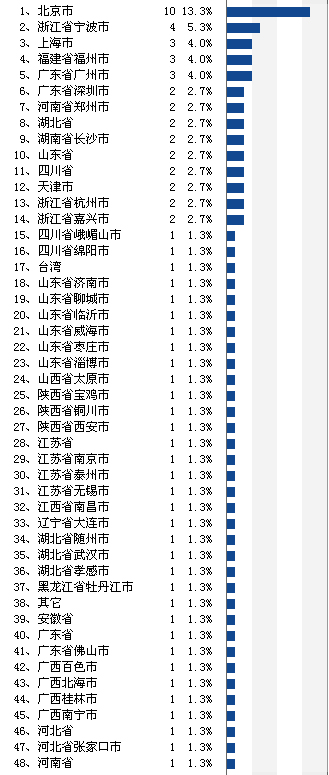 1、北京市 10 13.3%
2、浙江省宁波市 4 5.3%
3、上海市 3 4.0%
4、福建省福州市 3 4.0%
5、广东省广州市 3 4.0%
6、广东省深圳市 2 2.7%
7、河南省郑州市 2 2.7%
8、湖北省 2 2.7%
9、湖南省长沙市 2 2.7%
10、山东省 2 2.7%
11、四川省 2 2.7%
12、天津市 2 2.7%
13、浙江省杭州市 2 2.7%
14、浙江省嘉兴市 2 2.7%
15、四川省峨嵋山市 1 1.3%
16、四川省绵阳市 1 1.3%
17、台湾 1 1.3%
18、山东省济南市 1 1.3%
19、山东省聊城市 1 1.3%
20、山东省临沂市 1 1.3%
21、山东省威海市 1 1.3%
22、山东省枣庄市 1 1.3%
23、山东省淄博市 1 1.3%
24、山西省太原市 1 1.3%
25、陕西省宝鸡市 1 1.3%
26、陕西省铜川市 1 1.3%
27、陕西省西安市 1 1.3%
28、江苏省 1 1.3%
29、江苏省南京市 1 1.3%
30、江苏省泰州市 1 1.3%
31、江苏省无锡市 1 1.3%
32、江西省南昌市 1 1.3%
33、辽宁省大连市 1 1.3%
34、湖北省随州市 1 1.3%
35、湖北省武汉市 1 1.3%
36、湖北省孝感市 1 1.3%
37、黑龙江省牡丹江市 1 1.3%
38、其它 1 1.3%
39、安徽省 1 1.3%
40、广东省 1 1.3%
41、广东省佛山市 1 1.3%
42、广西百色市 1 1.3%
43、广西北海市 1 1.3%
44、广西桂林市 1 1.3%
45、广西南宁市 1 1.3%
46、河北省 1 1.3%
47、河北省张家口市 1 1.3%
48、河南省 1 1.3%